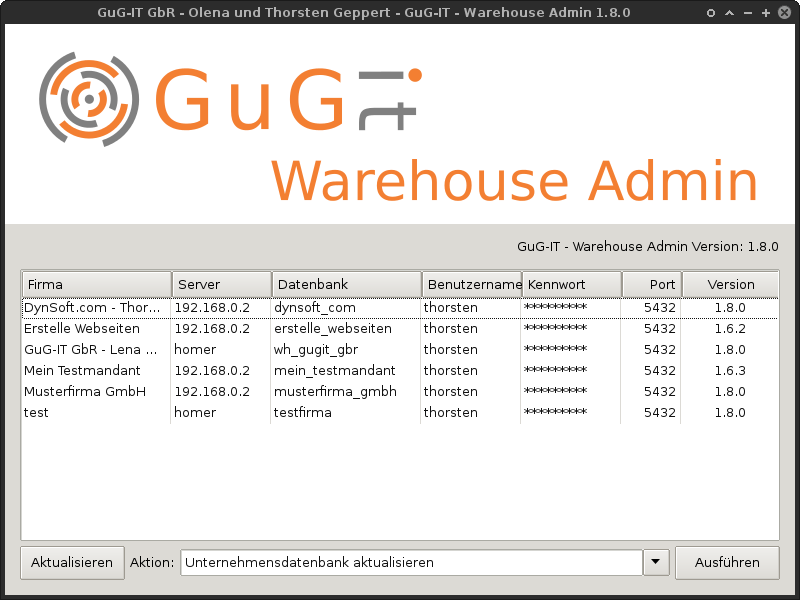 GuG-IT GbR - Olena und Thorsten Geppert - GuG-IT - Warehouse Admin 1.8.0
GuG it
Warehouse Admin
GuG-IT - Warehouse Admin Version: 1.8.0
Firma Server Datenbank Benutzername Kennwort Port Version
DynSoft.com - Thor... 192.168.0.2 dynsoft_com thorsten ********* 5432 1.8.0
Erstelle Webseiten 192.168.0.2 erstelle_webseiten thorsten ********* 5432 1.6.2
GuG-IT GbR - Lena ... homer wh_gugit_gbr thorsten ********* 5432 1.8.0
Mein Testmandant 192.168.0.2 mein_testmandant thorsten ********* 5432 1.6.3
Musterfirma GmbH 192.168.0.2 musterfirma_gmbh thorsten ********* 5432 1.8.0
test homer testfirma thorsten ********* 5432 1.8.0
Aktualisieren Aktion: Unternehmensdatenbank aktualisieren Ausführen